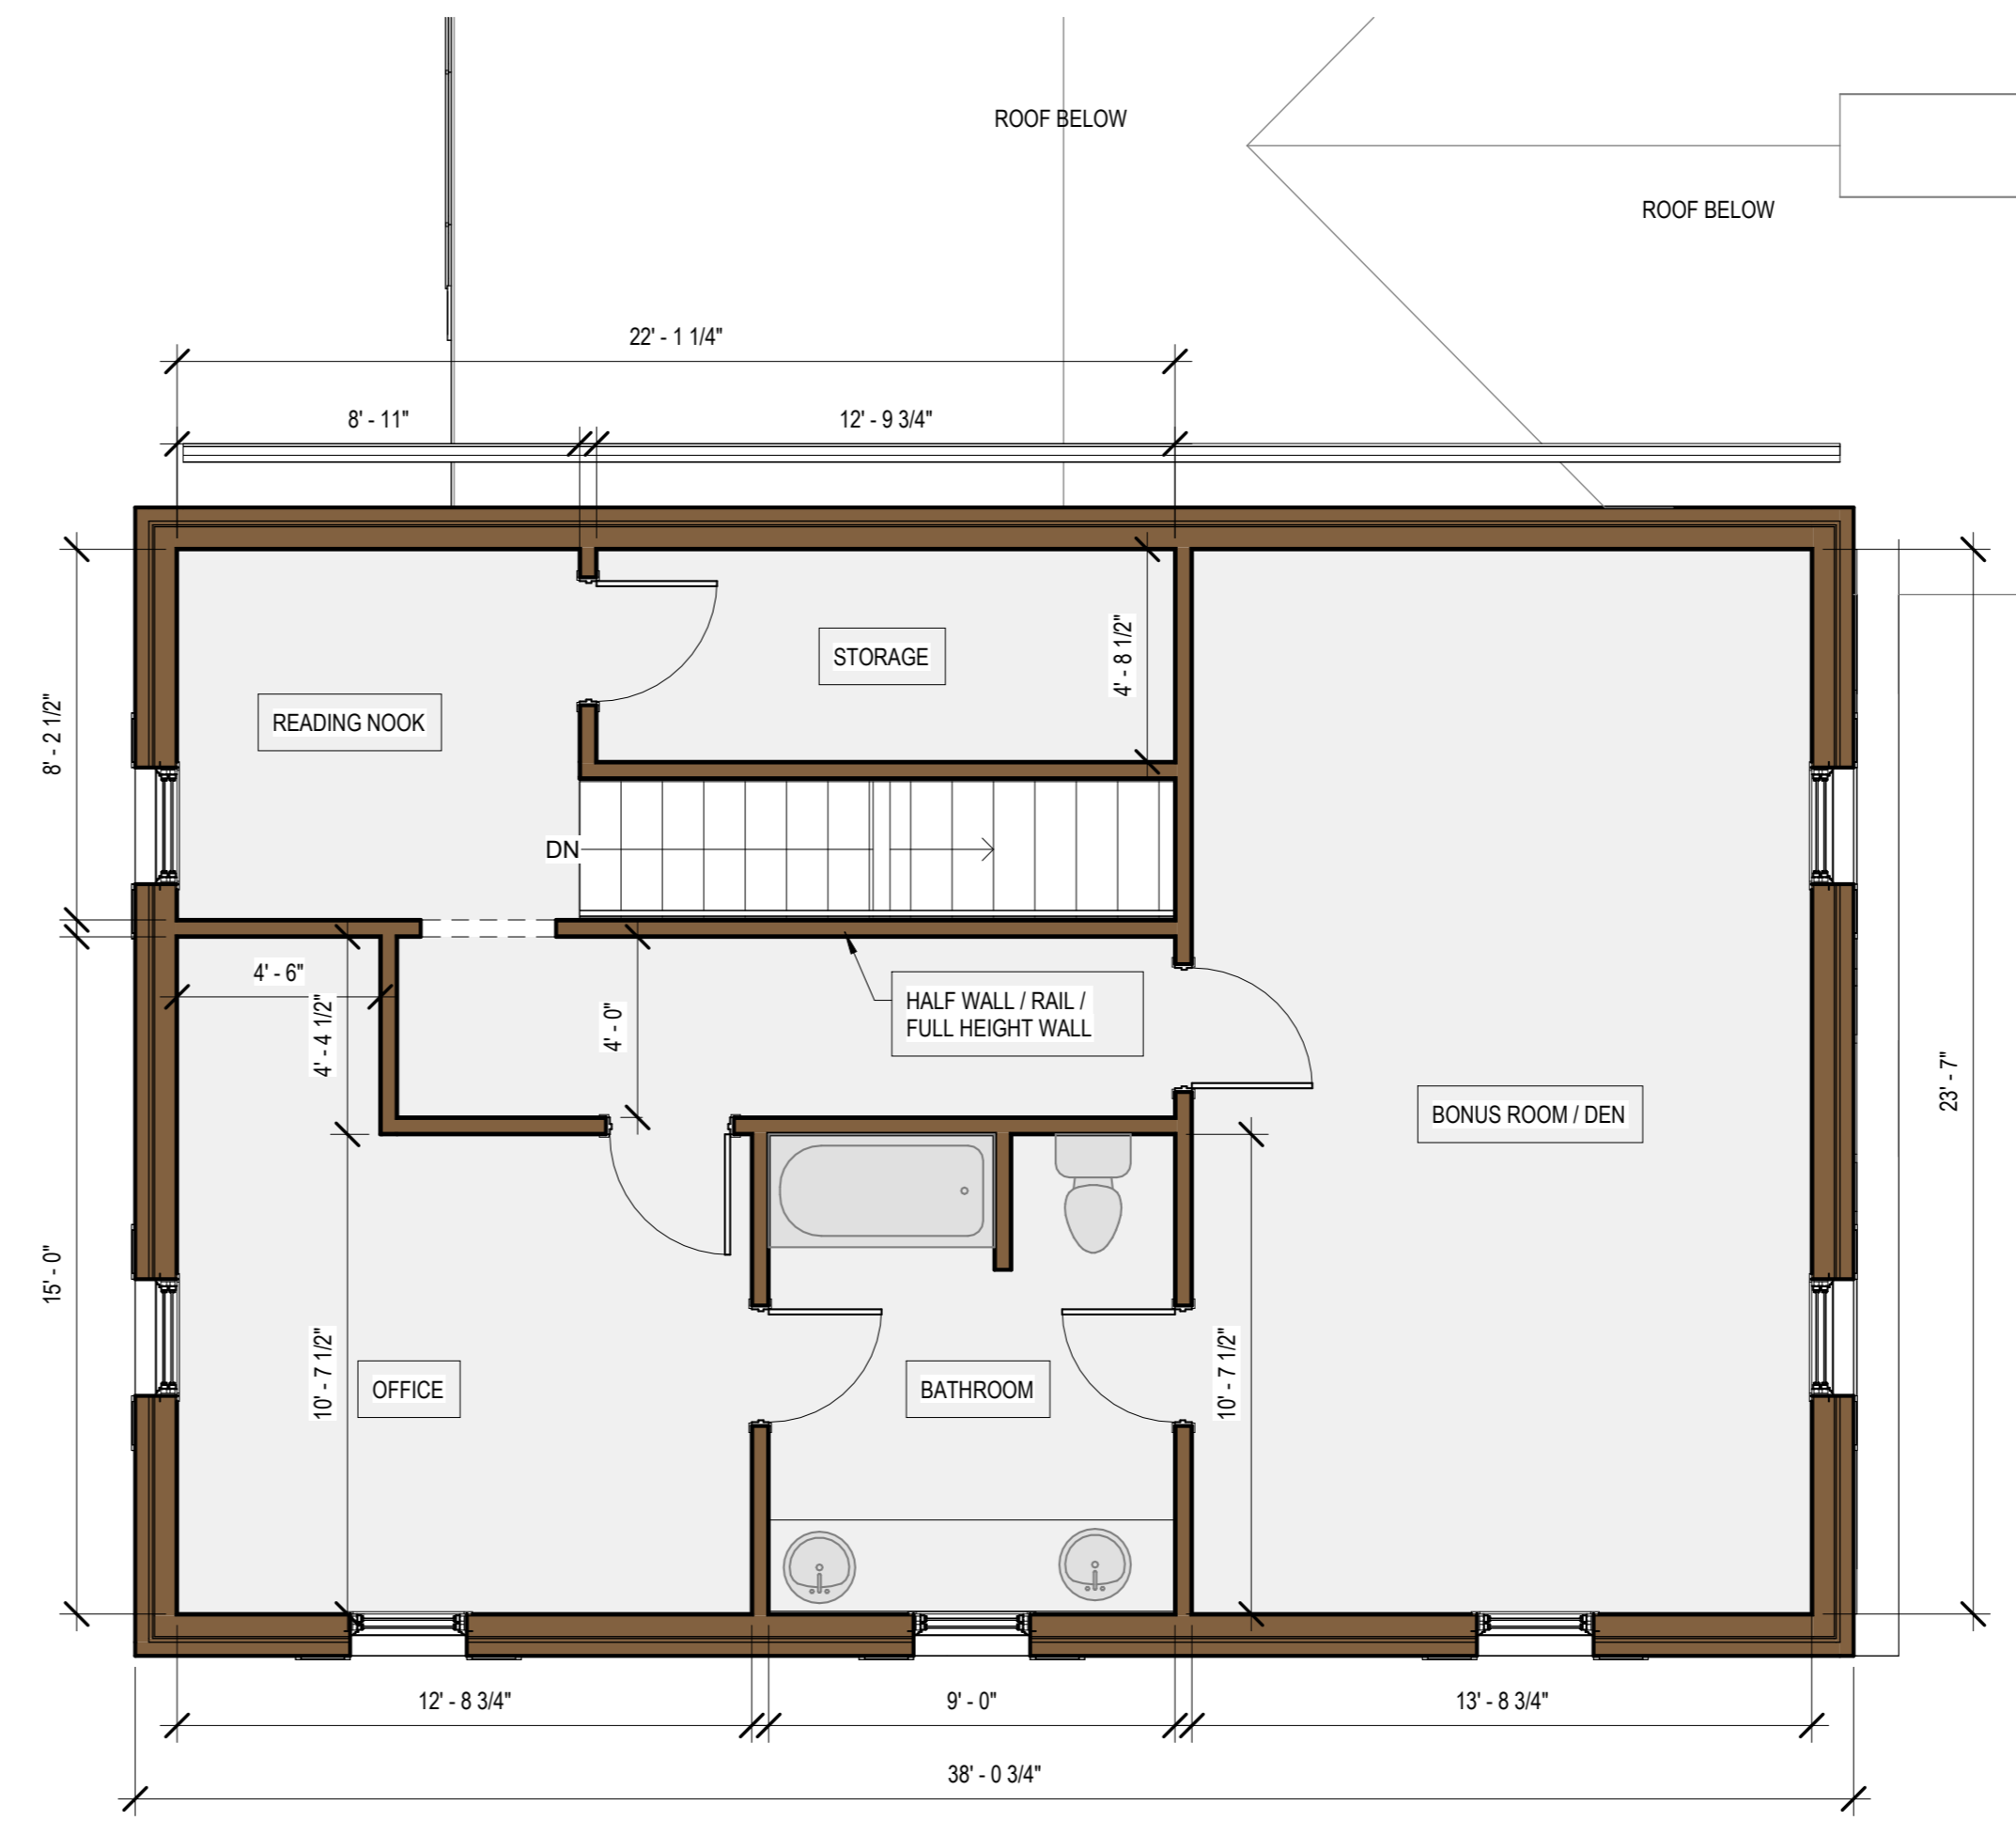 ROOF BELOW
ROOF BELOW
22' - 1 1/4"
8' - 11"
12' - 9 3/4"
STORAGE
4' - 8 1/2"
READING NOOK
8' - 2 1/2"
DN
4' - 6"
4' - 4 1/2"
4' - 0"
HALF WALL / RAIL /
FULL HEIGHT WALL
BONUS ROOM / DEN
23' - 7"
15' - 0"
10' - 7 1/2"
OFFICE
BATHROOM
10' - 7 1/2"
12' - 8 3/4"
9' - 0"
13' - 8 3/4"
38' - 0 3/4"